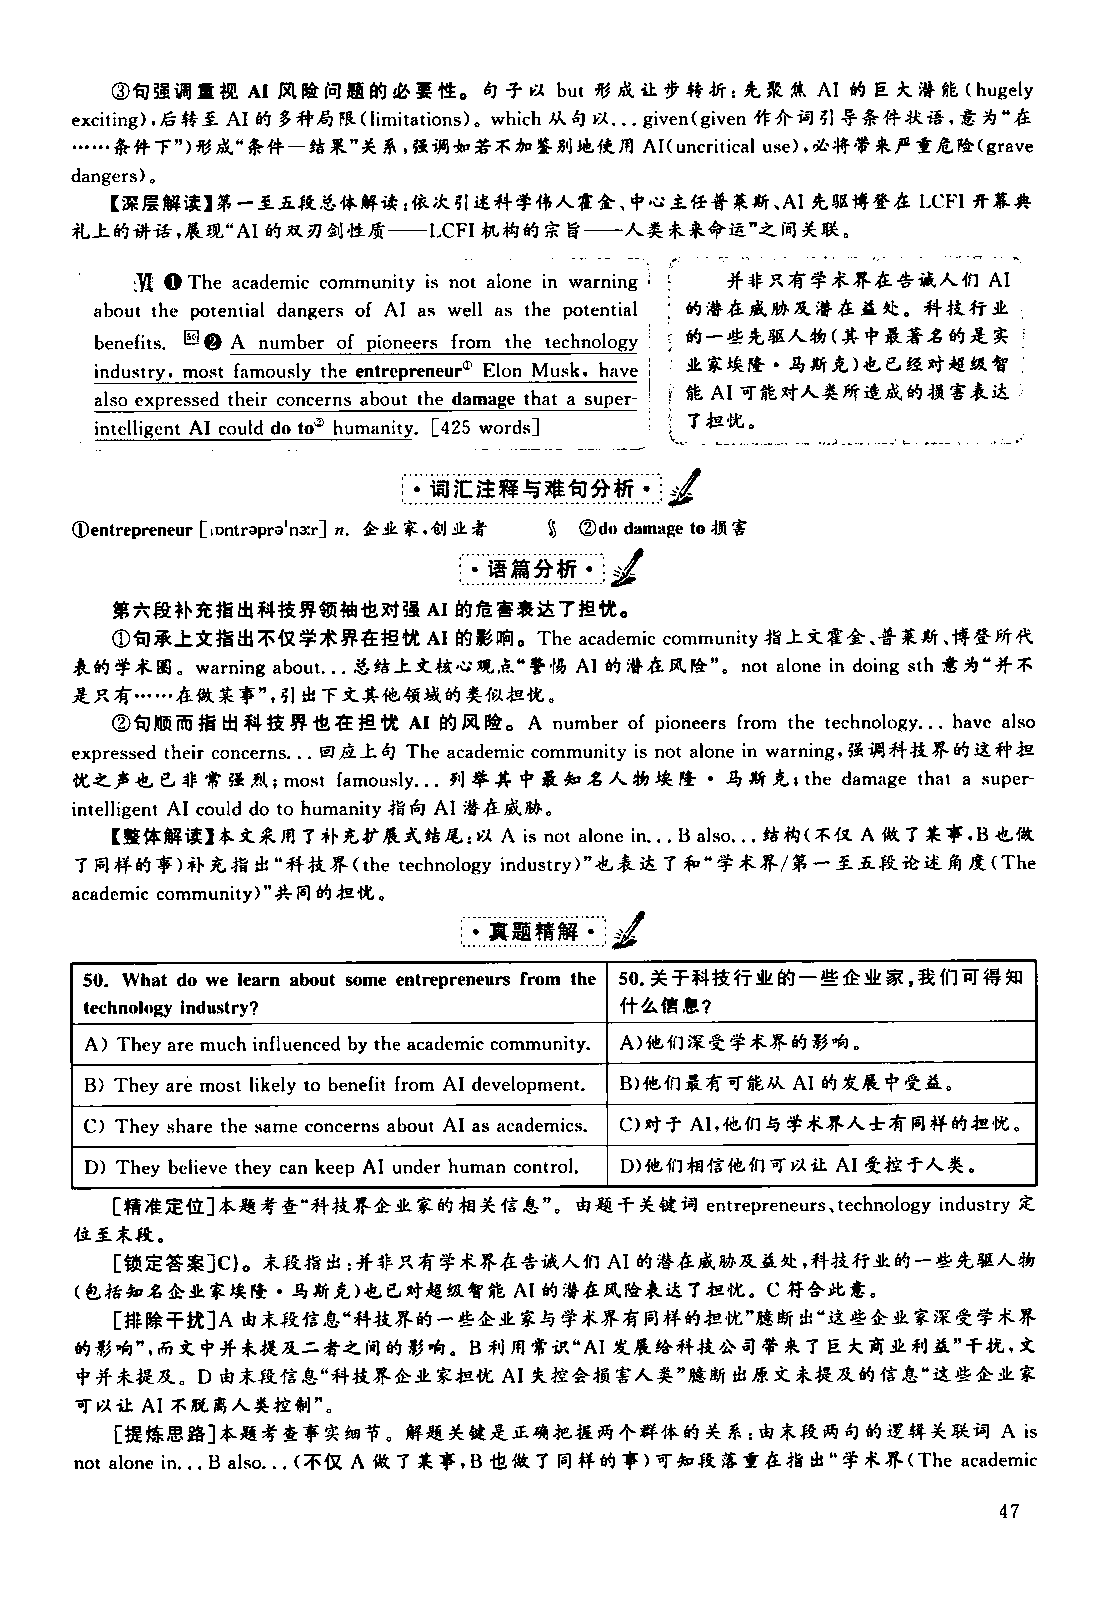 ③句强调重视 AI 风险问题的必要性。句子以 but 形成让步转折:先聚焦 AI 的巨大潜能(hugely
exciting),后转至 AI 的多种局限(limitations)。which 从句以...given(given 作介词引导条件状语,意为“在
……条件下”)形成“条件—结果”关系,强调如若不加鉴别地使用 AI(uncritical use),必将带来严重危险(grave
dangers)。
【深层解读】第一至五段总体解读:依次引述科学伟人霍金、中心主任普莱斯、AI 先驱博登在 LCFI 开幕典
礼上的讲话,展现“AI 的双刃剑性质——LCFI 机构的宗旨——人类未来命运”之间关联。
Ⅵ ❶ The academic community is not alone in warning
about the potential dangers of AI as well as the potential
benefits. [50] ❷ A number of pioneers from the technology
industry, most famously the entrepreneur① Elon Musk, have
also expressed their concerns about the damage that a super-
intelligent AI could do to② humanity. [425 words]
并非只有学术界在告诫人们 AI
的潜在威胁及潜在益处。科技行业
的一些先驱人物(其中最著名的是实
业家埃隆·马斯克)也已经对超级智
能 AI 可能对人类所造成的损害表达
了担忧。
·词汇注释与难句分析·
①entrepreneur [ˌɒntrəprəˈnɜːr] n. 企业家,创业者 ②do damage to 损害
·语篇分析·
第六段补充指出科技界领袖也对强 AI 的危害表达了担忧。
①句承上文指出不仅学术界在担忧 AI 的影响。The academic community 指上文霍金、普莱斯、博登所代
表的学术圈。warning about...总结上文核心观点“警惕 AI 的潜在风险”。not alone in doing sth 意为“并不
是只有……在做某事”,引出下文其他领域的类似担忧。
②句顺而指出科技界也在担忧 AI 的风险。A number of pioneers from the technology... have also
expressed their concerns...回应上句 The academic community is not alone in warning,强调科技界的这种担
忧之声也已非常强烈;most famously...列举其中最知名人物埃隆·马斯克;the damage that a super-
intelligent AI could do to humanity 指向 AI 潜在威胁。
【整体解读】本文采用了补充扩展式结尾:以 A is not alone in... B also...结构(不仅 A 做了某事,B 也做
了同样的事)补充指出“科技界(the technology industry)”也表达了和“学术界/第一至五段论述角度(The
academic community)”共同的担忧。
·真题精解·
50. What do we learn about some entrepreneurs from the
technology industry?
50.关于科技行业的一些企业家,我们可得知
什么信息?
A) They are much influenced by the academic community.
A)他们深受学术界的影响。
B) They are most likely to benefit from AI development.
B)他们最有可能从 AI 的发展中受益。
C) They share the same concerns about AI as academics.
C)对于 AI,他们与学术界人士有同样的担忧。
D) They believe they can keep AI under human control.
D)他们相信他们可以让 AI 受控于人类。
[精准定位]本题考查“科技界企业家的相关信息”。由题干关键词 entrepreneurs、technology industry 定
位至末段。
[锁定答案]C)。末段指出:并非只有学术界在告诫人们 AI 的潜在威胁及益处,科技行业的一些先驱人物
(包括知名企业家埃隆·马斯克)也已对超级智能 AI 的潜在风险表达了担忧。C 符合此意。
[排除干扰]A 由末段信息“科技界的一些企业家与学术界有同样的担忧”臆断出“这些企业家深受学术界
的影响”,而文中并未提及二者之间的影响。B 利用常识“AI 发展给科技公司带来了巨大商业利益”干扰,文
中并未提及。D 由末段信息“科技界企业家担忧 AI 失控会损害人类”臆断出原文未提及的信息“这些企业家
可以让 AI 不脱离人类控制”。
[提炼思路]本题考查事实细节。解题关键是正确把握两个群体的关系:由末段两句的逻辑关联词 A is
not alone in... B also...(不仅 A 做了某事,B 也做了同样的事)可知段落重在指出“学术界(The academic
47